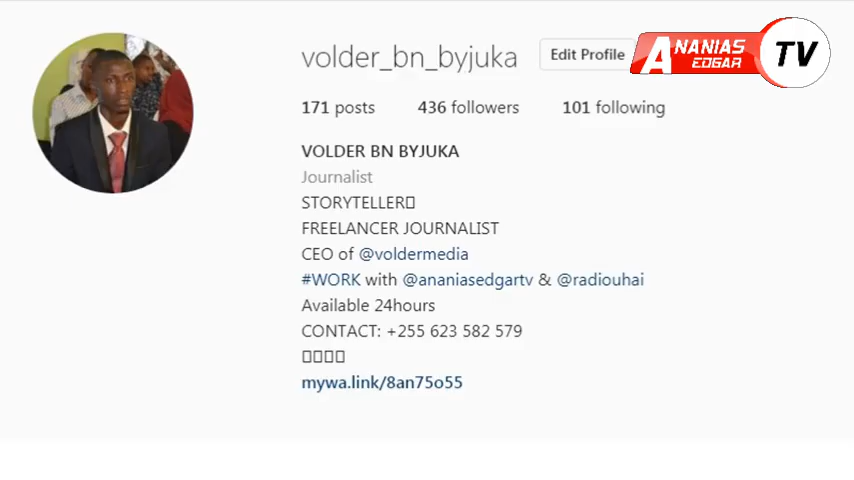 volder_bn_byjuka
Edit Profile
ANANIAS
EDGAR
TV
171 posts
436 followers
101 following
VOLDER BN BYJUKA
Journalist
STORYTELLER
FREELANCER JOURNALIST
CEO of @voldermedia
#WORK with @ananiasedgartv & @radiouhai
Available 24hours
CONTACT: +255 623 582 579
mywa.link/8an75o55